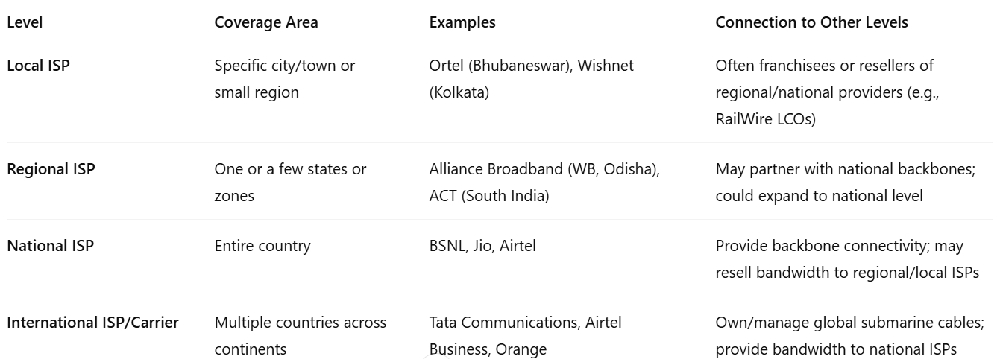 Level Coverage Area Examples Connection to Other Levels
Local ISP Specific city/town or Ortel (Bhubaneswar), Wishnet Often franchisees or resellers of
small region (Kolkata) regional/national providers (e.g.,
RailWire LCOs)
Regional ISP One or a few states or Alliance Broadband (WB, Odisha), May partner with national backbones;
zones ACT (South India) could expand to national level
National ISP Entire country BSNL, Jio, Airtel Provide backbone connectivity; may
resell bandwidth to regional/local ISPs
International ISP/Carrier Multiple countries across Tata Communications, Airtel Own/manage global submarine cables;
continents Business, Orange provide bandwidth to national ISPs